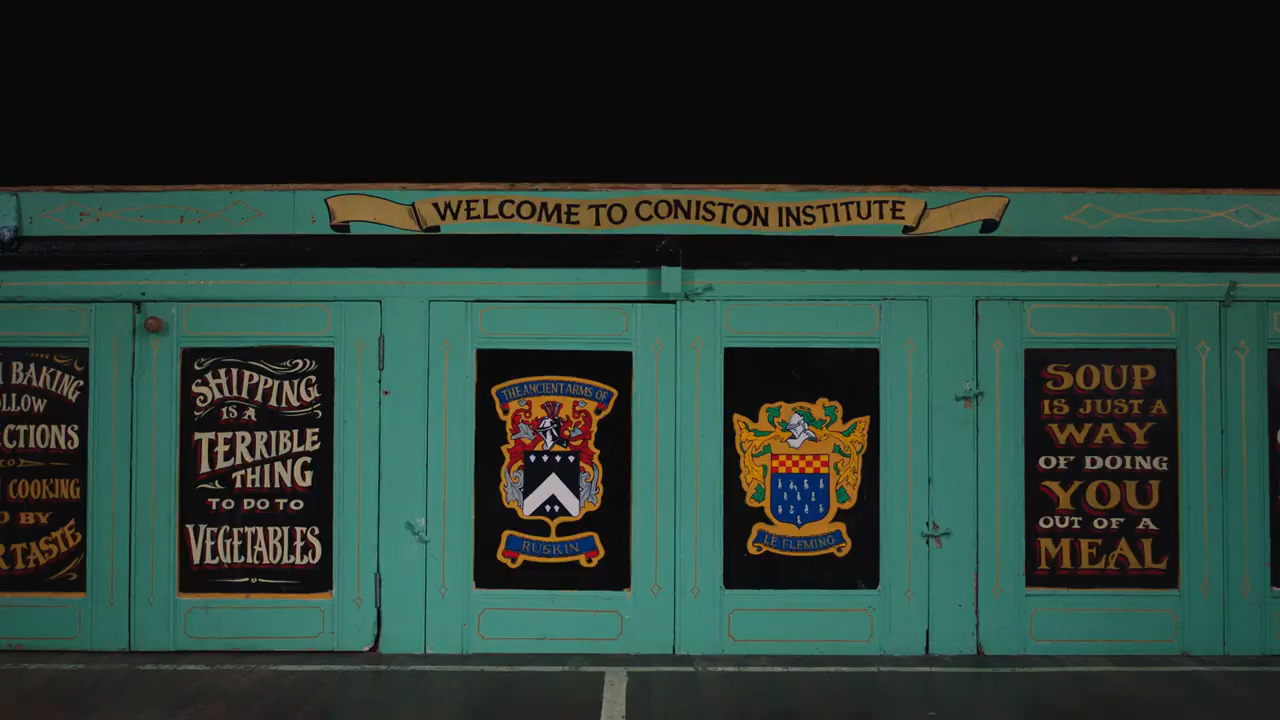 WELCOME TO CONISTON INSTITUTE
BAKING
CTIONS
COOKING
BY
TASTE
SHIPPING
IS A
TERRIBLE
THING
TO DO TO
VEGETABLES
THE ANCIENT ARMS OF
RUSKIN
LE FLEMING
SOUP
IS JUST A
WAY
OF DOING
YOU
OUT OF A
MEAL